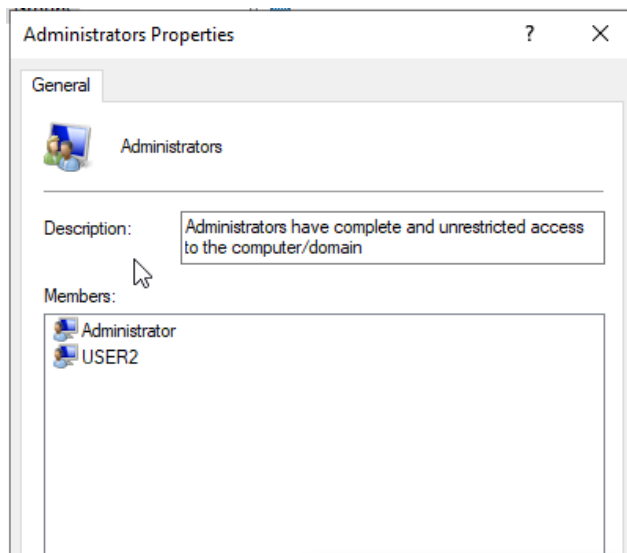 Administrators Properties
?
General
Administrators
Description:
Administrators have complete and unrestricted access
to the computer/domain
Members:
Administrator
USER2